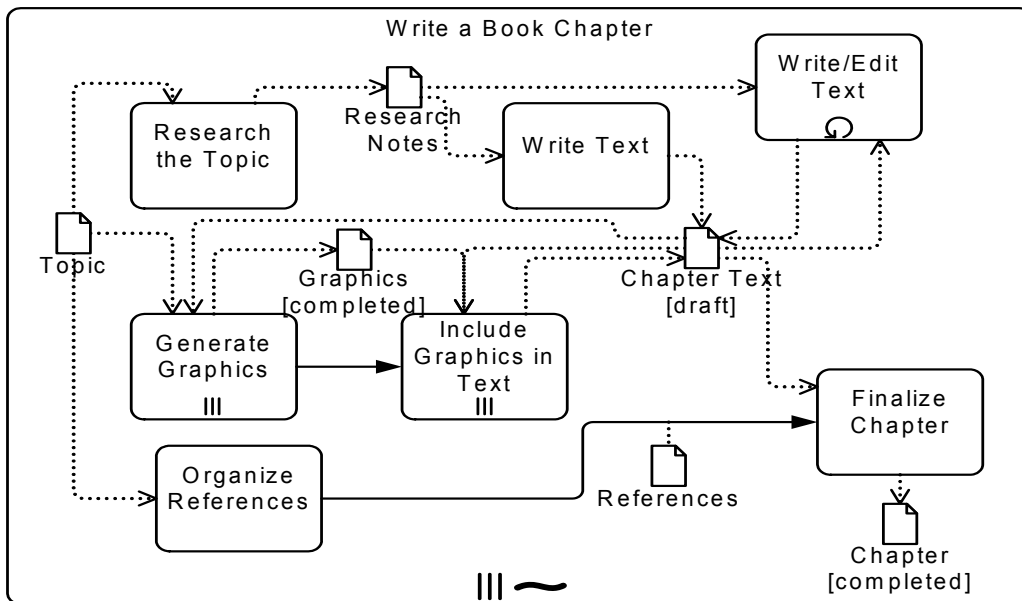 Write a Book Chapter
Write/Edit
Text
Research
the Topic
Research
Notes
Write Text
Topic
Graphics
[completed]
Chapter Text
[draft]
Generate
Graphics
Include
Graphics in
Text
Finalize
Chapter
Organize
References
References
Chapter
[completed]